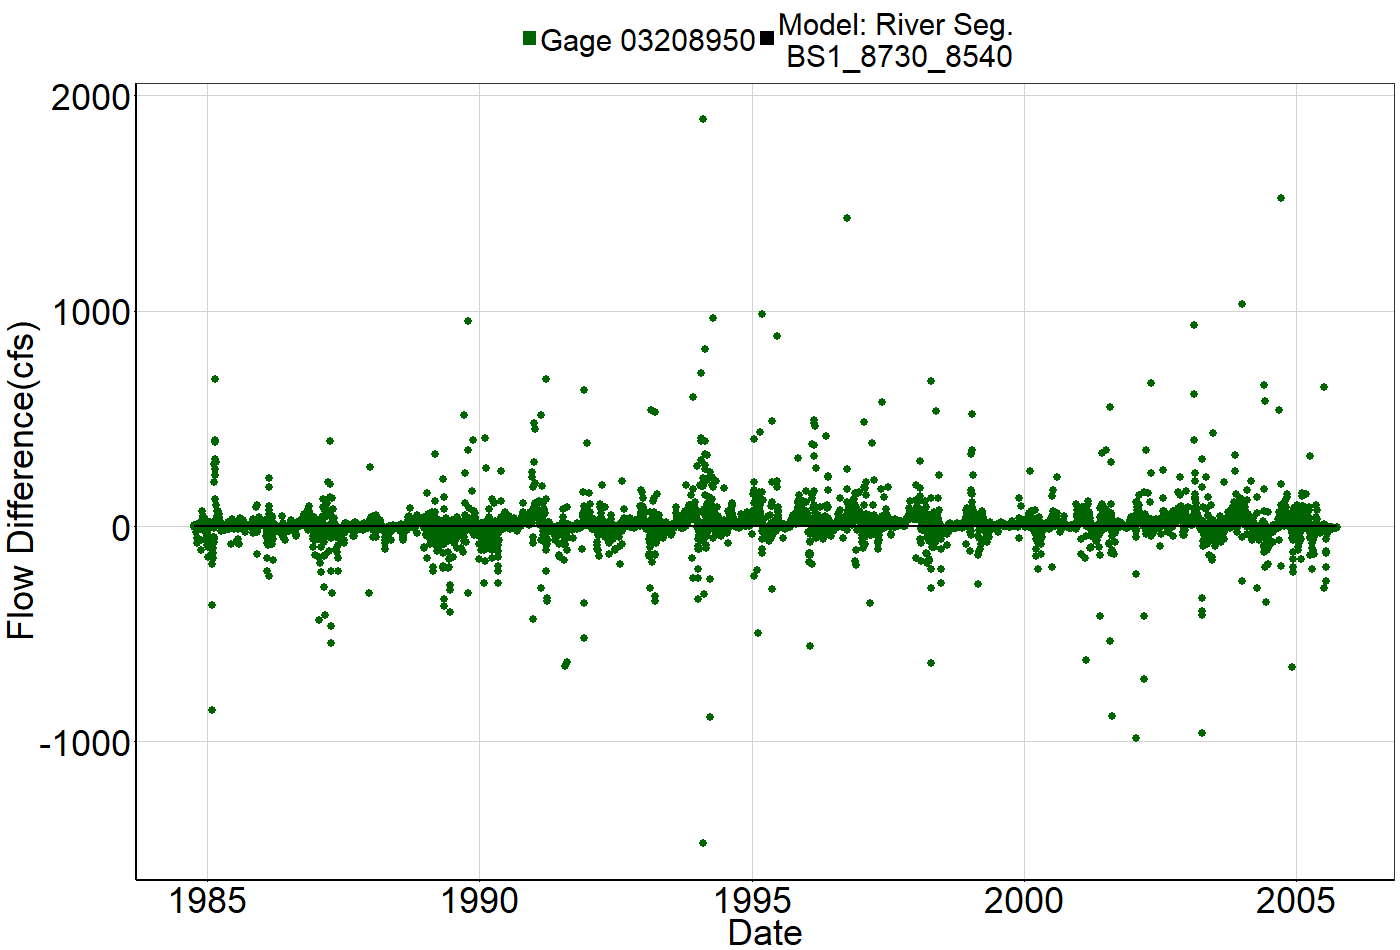 Gage 03208950
Model: River Seg.
BS1_8730_8540
2000
1000
0
-1000
Flow Difference(cfs)
1985 1990 1995 2000 2005
Date